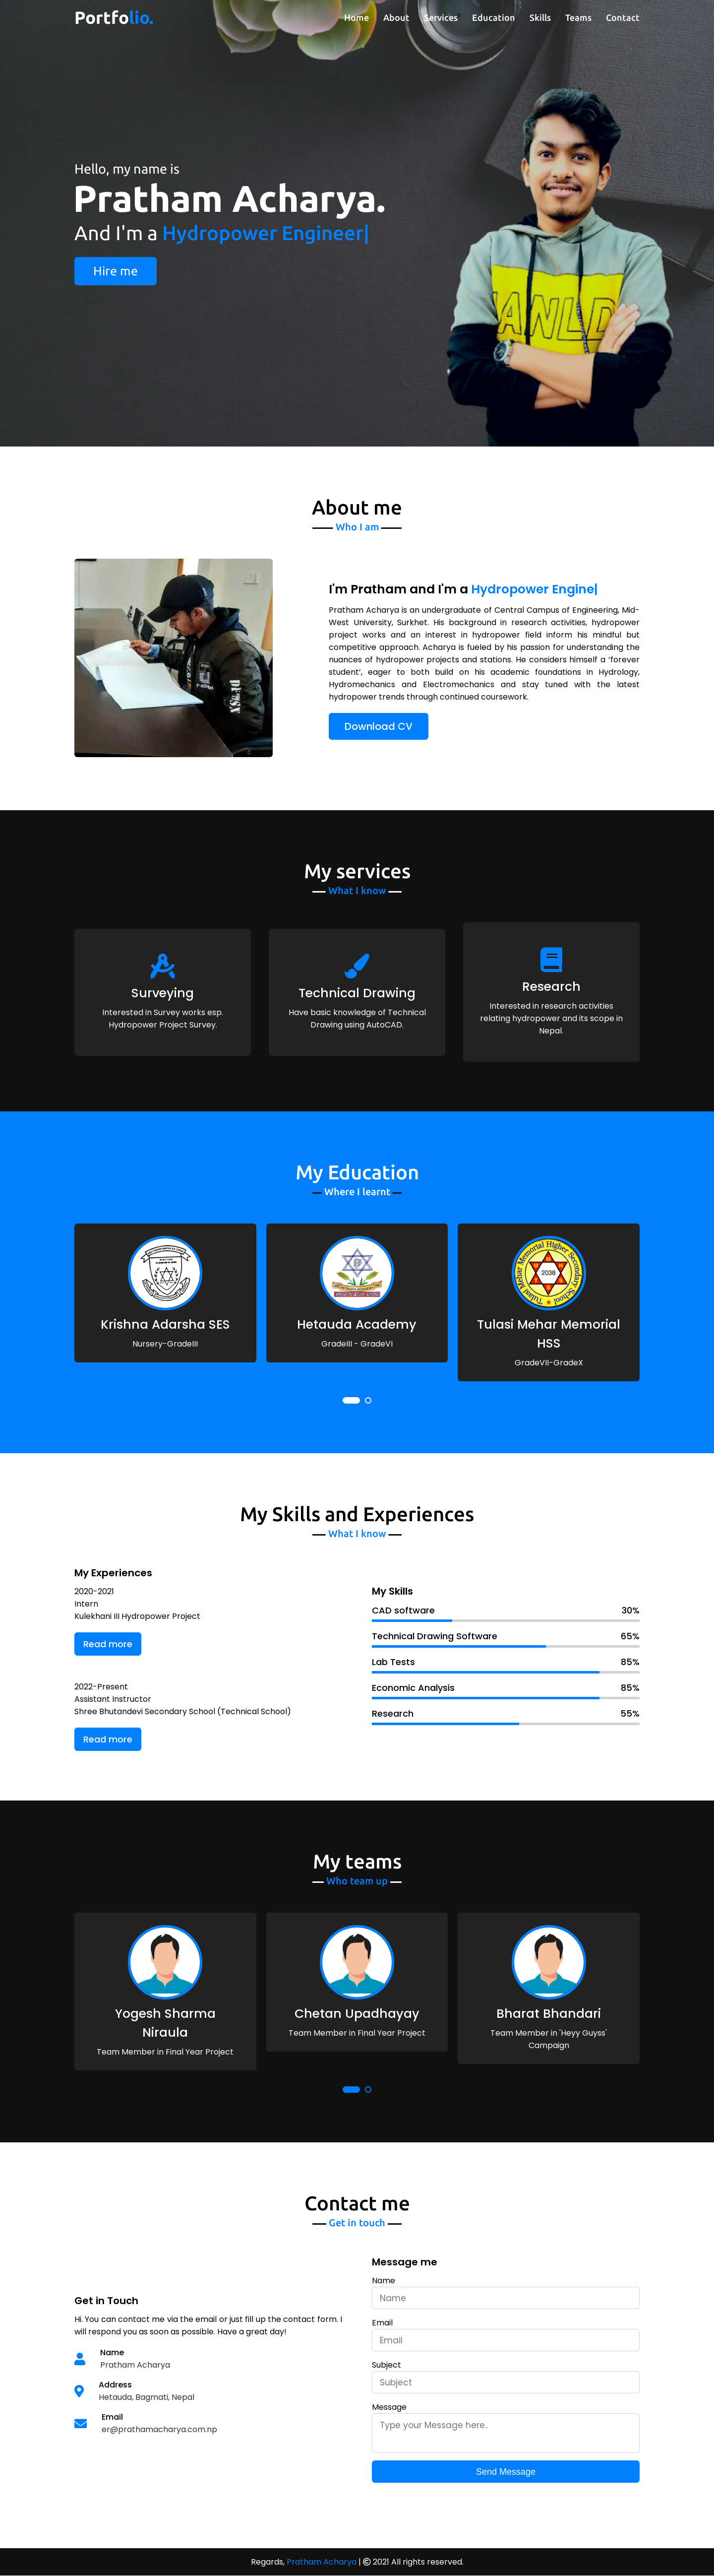 Portfolio.
Home About Services Education Skills Teams Contact
Hello, my name is
Pratham Acharya.
And I'm a Hydropower Engineer|
Hire me
About me
Who I am
I'm Pratham and I'm a Hydropower Engine|
Pratham Acharya is an undergraduate of Central Campus of Engineering, Mid-
West University, Surkhet. His background in research activities, hydropower
project works and an interest in hydropower field inform his mindful but
competitive approach. Acharya is fueled by his passion for understanding the
nuances of hydropower projects and stations. He considers himself a ‘forever
student’, eager to both build on his academic foundations in Hydrology,
Hydromechanics and Electromechanics and stay tuned with the latest
hydropower trends through continued coursework.
Download CV
My services
What I know
Surveying
Interested in Survey works esp.
Hydropower Project Survey.
Technical Drawing
Have basic knowledge of Technical
Drawing using AutoCAD.
Research
Interested in research activities
relating hydropower and its scope in
Nepal.
My Education
Where I learnt
Krishna Adarsha SES
Nursery-GradeIII
Hetauda Academy
GradeIII - GradeVI
Tulasi Mehar Memorial Higher Secondary School
2038
Tulasi Mehar Memorial
HSS
GradeVII-GradeX
My Skills and Experiences
What I know
My Experiences
2020-2021
Intern
Kulekhani III Hydropower Project
Read more
2022-Present
Assistant Instructor
Shree Bhutandevi Secondary School (Technical School)
Read more
My Skills
CAD software 30%
Technical Drawing Software 65%
Lab Tests 85%
Economic Analysis 85%
Research 55%
My teams
Who team up
Yogesh Sharma
Niraula
Team Member in Final Year Project
Chetan Upadhayay
Team Member in Final Year Project
Bharat Bhandari
Team Member in 'Heyy Guyss'
Campaign
Contact me
Get in touch
Get in Touch
Hi. You can contact me via the email or just fill up the contact form. I
will respond you as soon as possible. Have a great day!
Name
Pratham Acharya
Address
Hetauda, Bagmati, Nepal
Email
er@prathamacharya.com.np
Message me
Name
Name
Email
Email
Subject
Subject
Message
Type your Message here..
Send Message
Regards, Pratham Acharya | © 2021 All rights reserved.